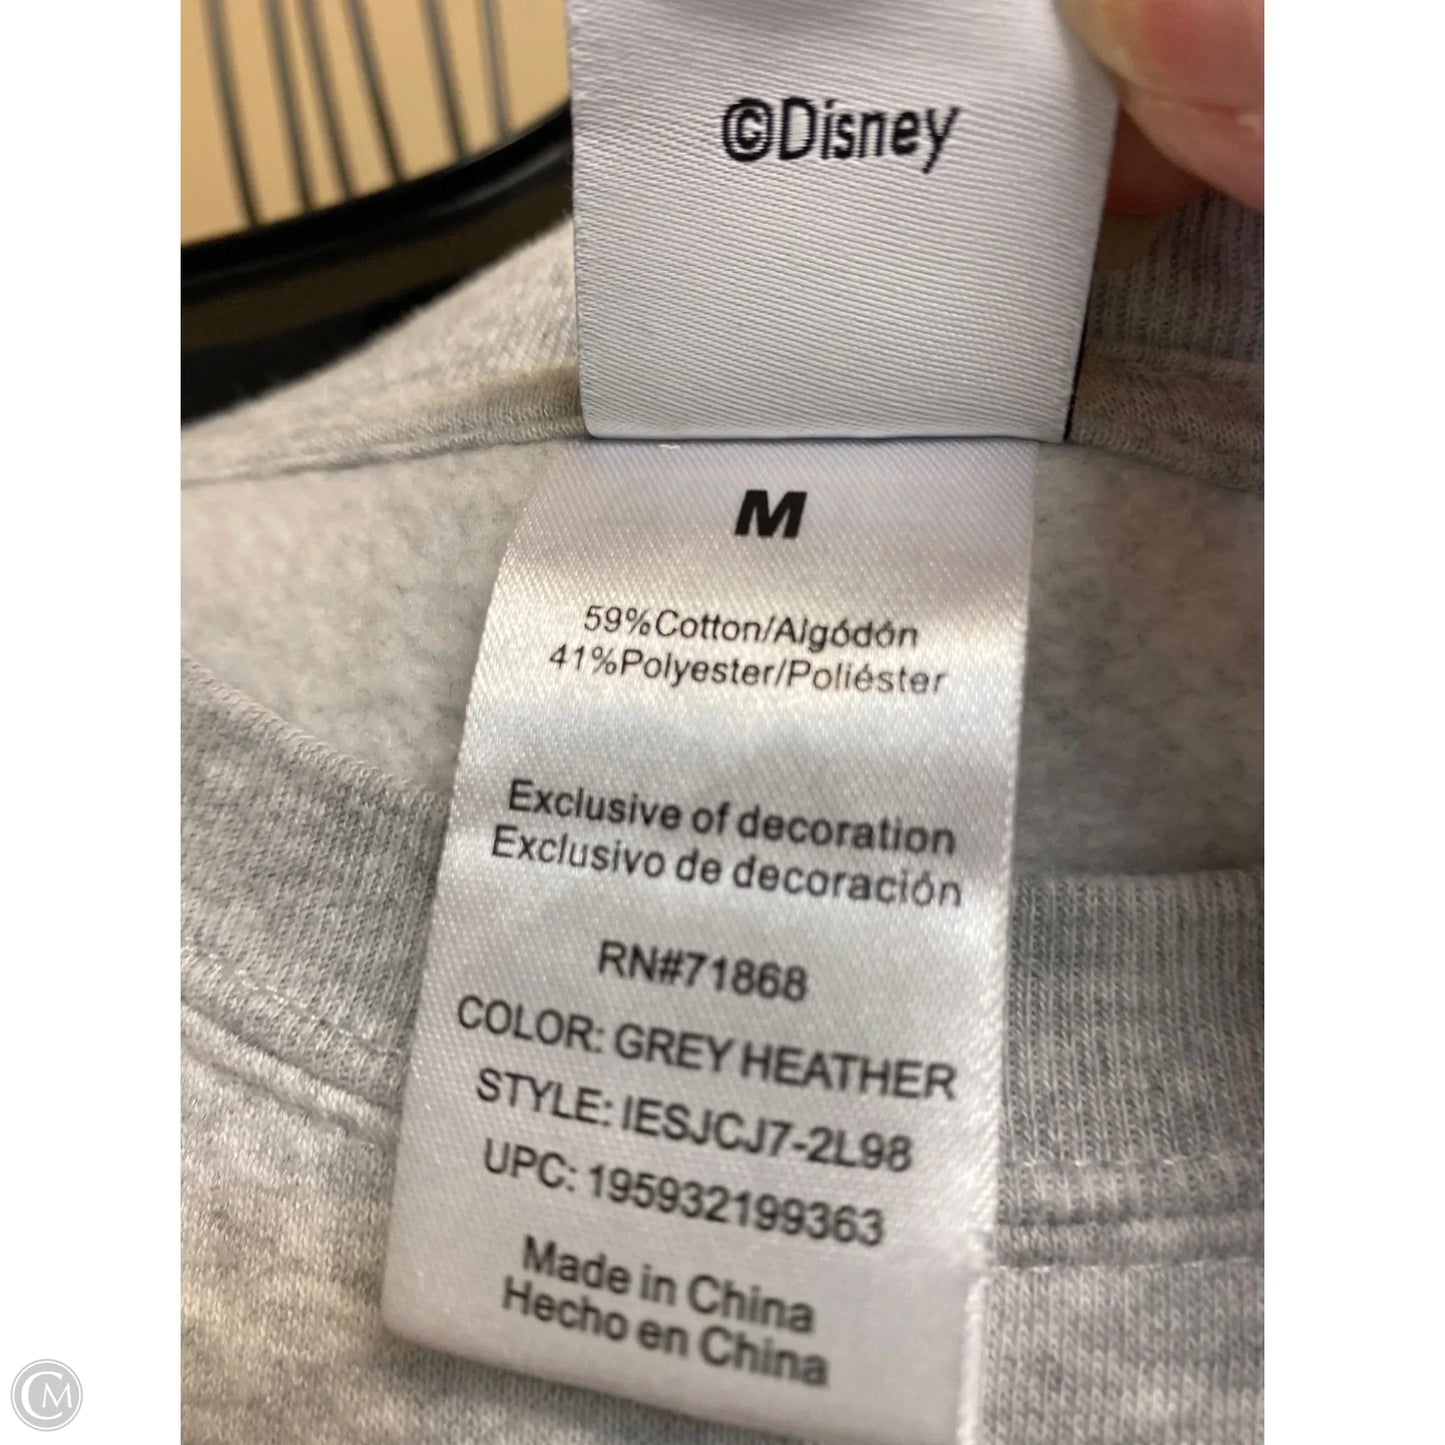 ©Disney
M
59%Cotton/Algódón
41%Polyester/Poliéster
Exclusive of decoration
Exclusivo de decoración
RN#71868
COLOR: GREY HEATHER
STYLE: IESJCJ7-2L98
UPC: 195932199363
Made in China
Hecho en China
CM